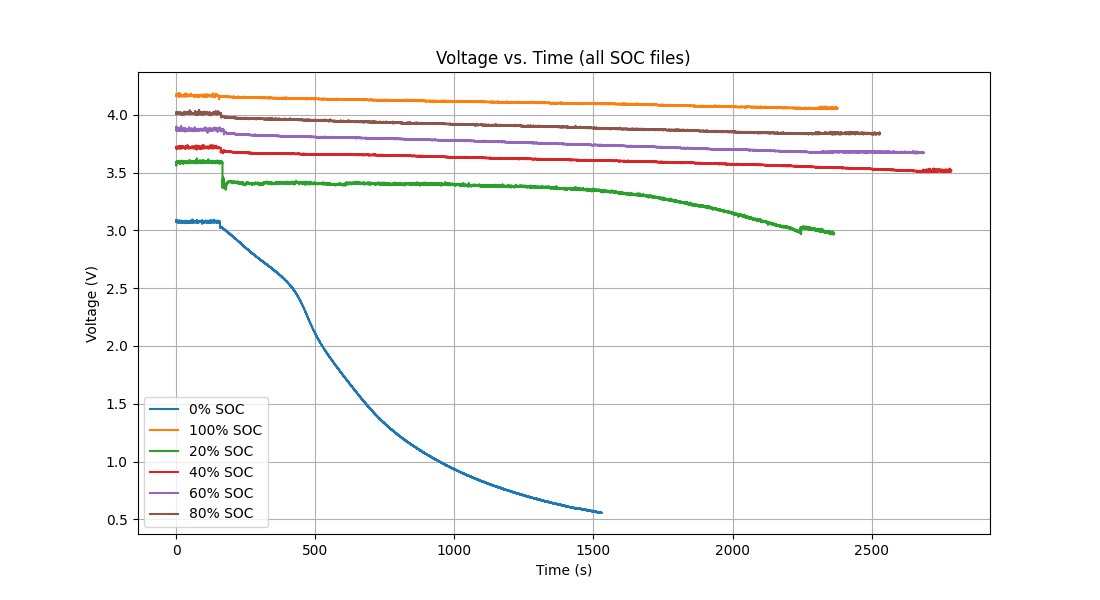 Voltage vs. Time (all SOC files)
Voltage (V)
4.0
3.5
3.0
2.5
2.0
1.5
1.0
0.5
0% SOC
100% SOC
20% SOC
40% SOC
60% SOC
80% SOC
0 500 1000 1500 2000 2500
Time (s)